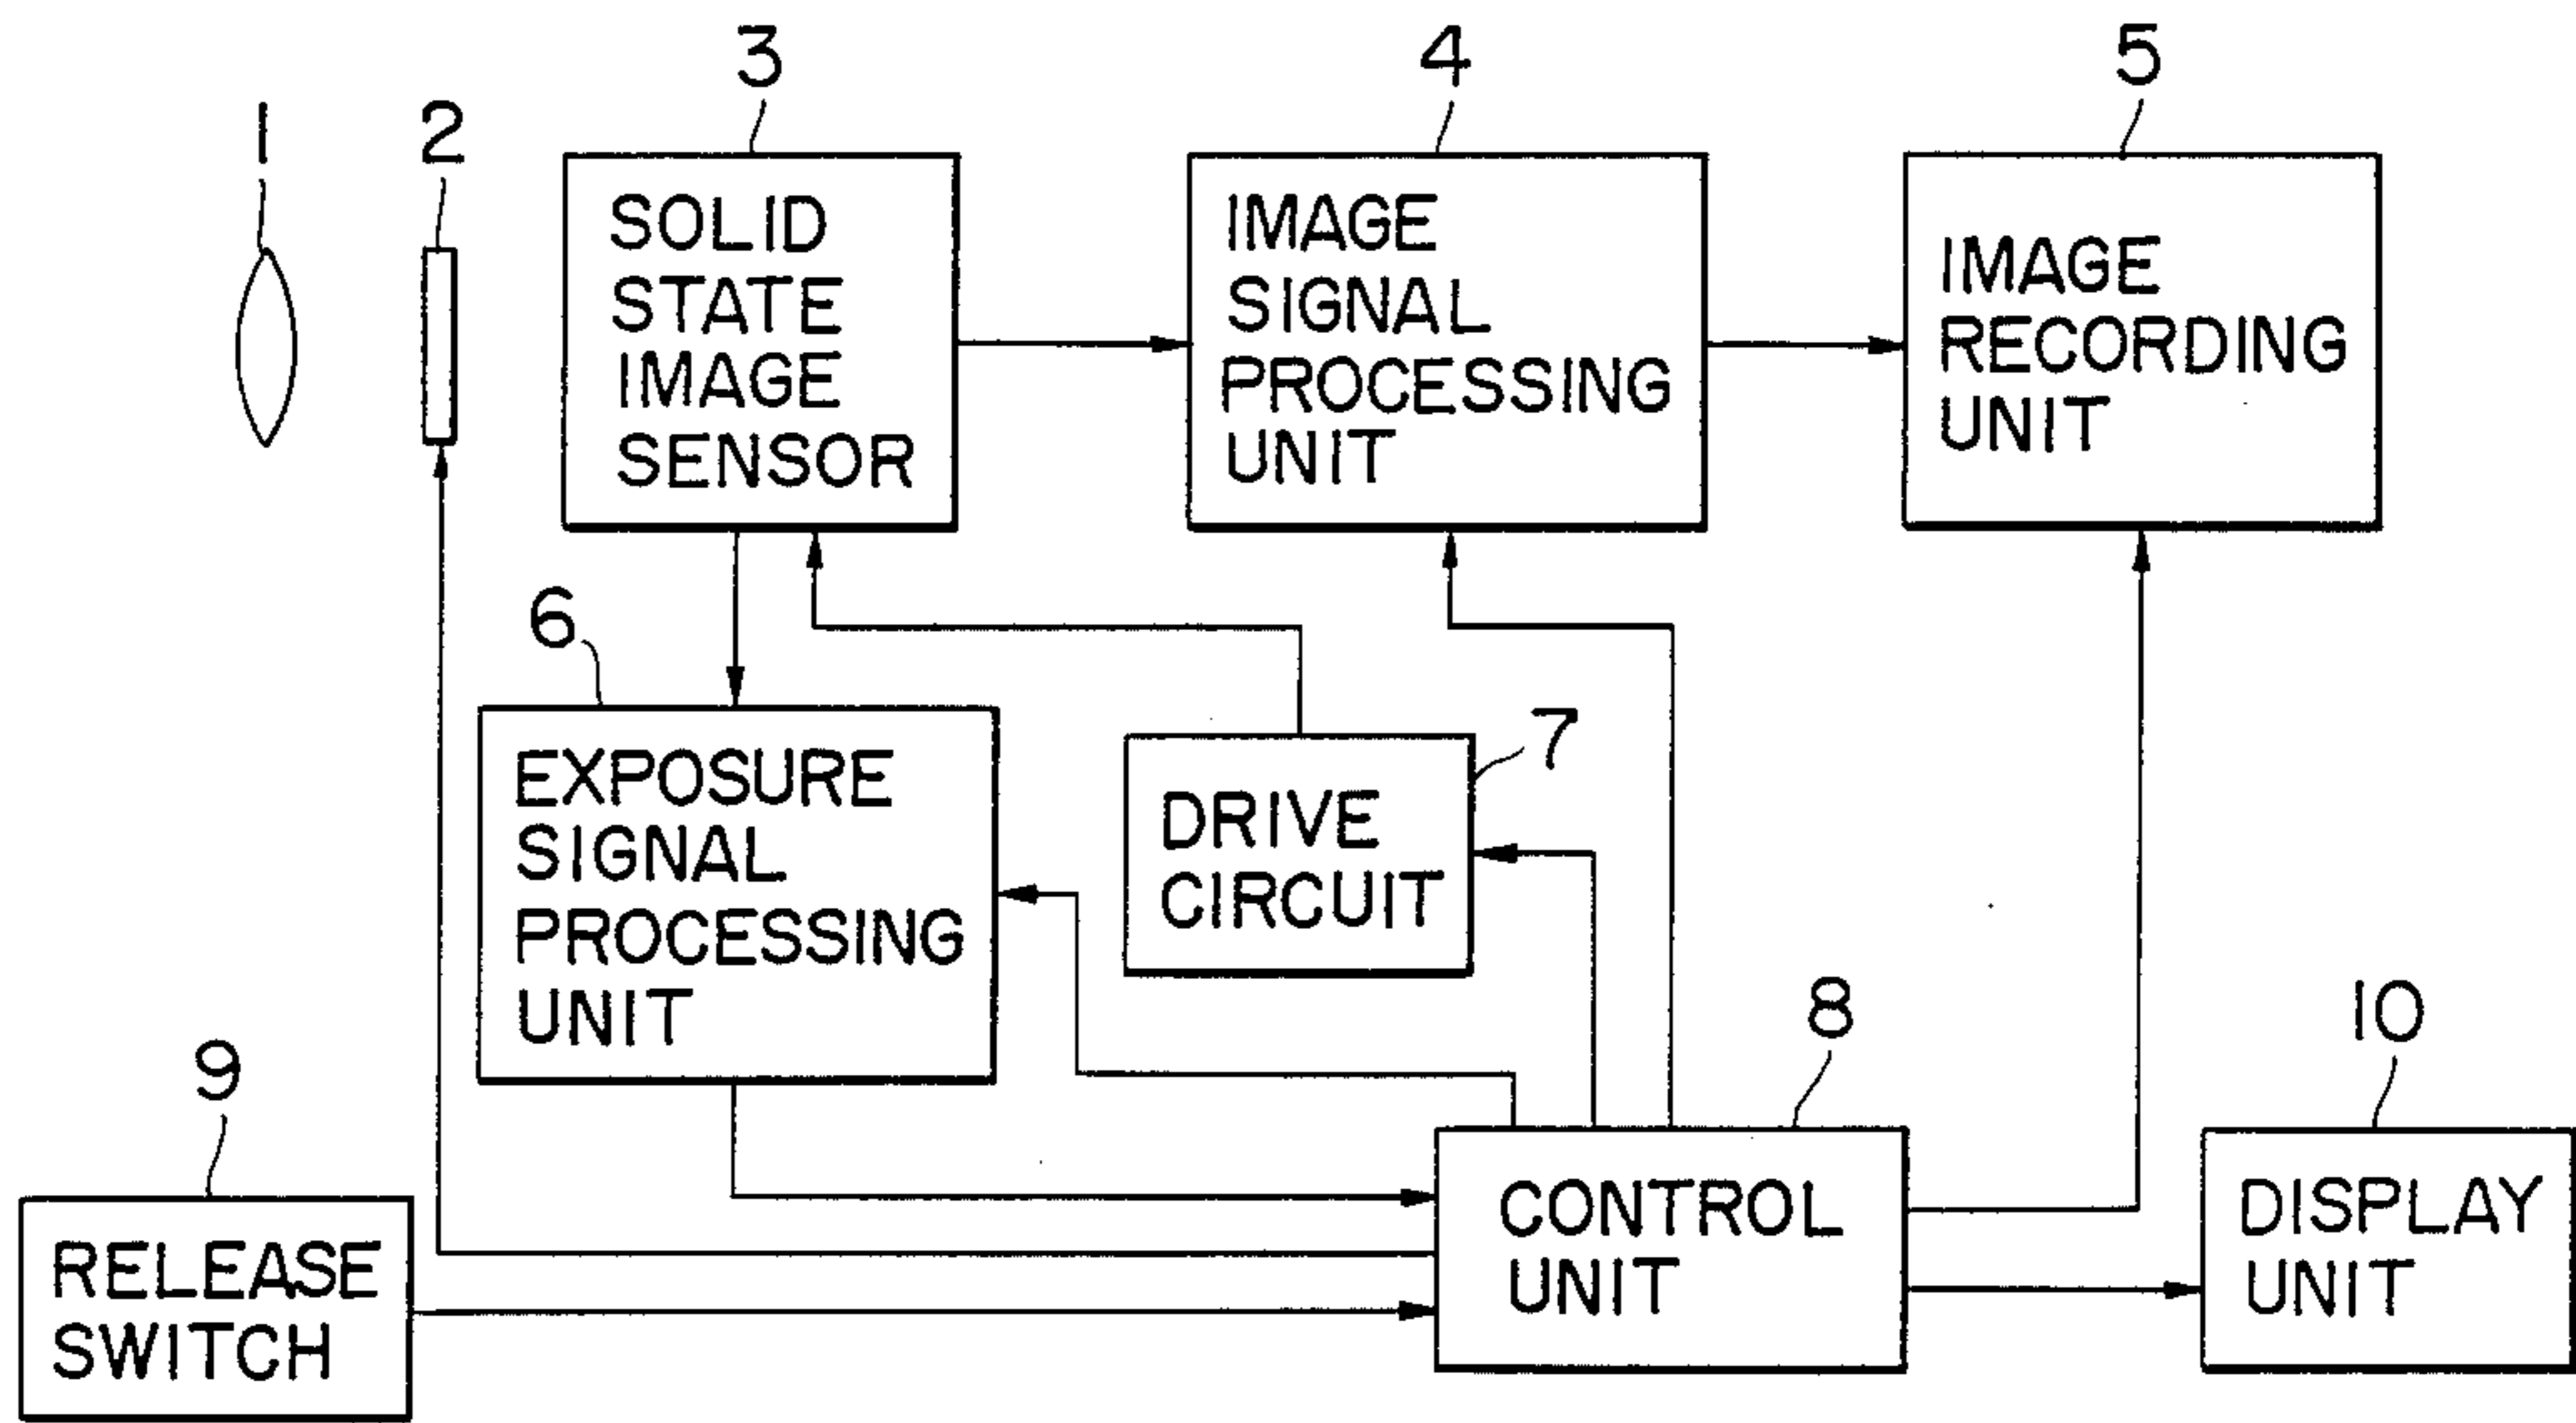 1
2
3
4
5
SOLID
STATE
IMAGE
SENSOR
IMAGE
SIGNAL
PROCESSING
UNIT
IMAGE
RECORDING
UNIT
6
7
EXPOSURE
SIGNAL
PROCESSING
UNIT
DRIVE
CIRCUIT
8
9
10
RELEASE
SWITCH
CONTROL
UNIT
DISPLAY
UNIT